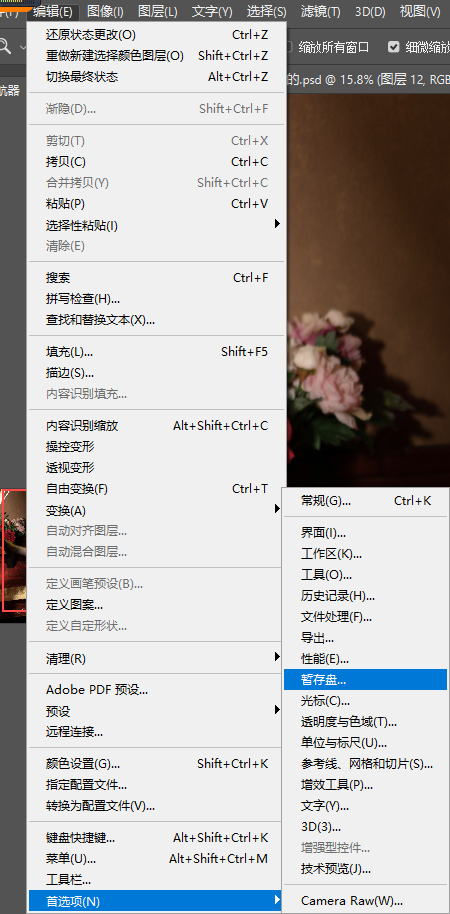 编辑(E) 图像(I) 图层(L) 文字(Y) 选择(S) 滤镜(T) 3D(D) 视图(V)
还原状态更改(O) Ctrl+Z
重做新建选择颜色图层(O) Shift+Ctrl+Z
缩放所有窗口 细微缩放
切换最终状态 Alt+Ctrl+Z
的.psd @ 15.8% (图层 12, RGB
航器
渐隐(D)... Shift+Ctrl+F
剪切(T) Ctrl+X
拷贝(C) Ctrl+C
合并拷贝(Y) Shift+Ctrl+C
粘贴(P) Ctrl+V
选择性粘贴(I)
清除(E)
搜索 Ctrl+F
拼写检查(H)...
查找和替换文本(X)...
填充(L)... Shift+F5
描边(S)...
内容识别填充...
内容识别缩放 Alt+Shift+Ctrl+C
操控变形
透视变形
自由变换(F) Ctrl+T
变换(A)
自动对齐图层...
自动混合图层...
定义画笔预设(B)...
定义图案...
定义自定形状...
清理(R)
Adobe PDF 预设...
预设
远程连接...
颜色设置(G)... Shift+Ctrl+K
指定配置文件...
转换为配置文件(V)...
键盘快捷键... Alt+Shift+Ctrl+K
菜单(U)... Alt+Shift+Ctrl+M
工具栏...
首选项(N)
常规(G)... Ctrl+K
界面(I)...
工作区(K)...
工具(O)...
历史记录(H)...
文件处理(F)...
导出...
性能(E)...
暂存盘...
光标(C)...
透明度与色域(T)...
单位与标尺(U)...
参考线、网格和切片(S)...
增效工具(P)...
文字(Y)...
3D(3)...
增强型控件...
技术预览(J)...
Camera Raw(W)...